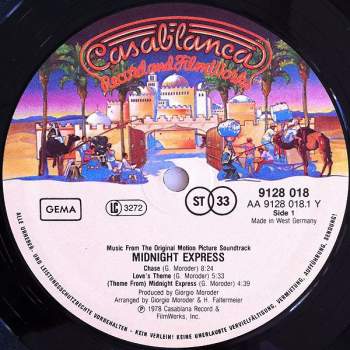 Casablanca
Record and FilmWorks
GEMA
LC 3272
ST 33
9128 018
AA 9128 018.1 Y
Side 1
Made in West Germany
Music From The Original Motion Picture Soundtrack
MIDNIGHT EXPRESS
Chase (G. Moroder) 8:24
Love's Theme (G. Moroder) 5:33
(Theme From) Midnight Express (G. Moroder) 4:39
Produced by Giorgio Moroder
Arranged by Giorgio Moroder & H. Faltermeier
Ⓟ 1978 Casablanca Record &
FilmWorks, Inc.
ALLE URHEBER- UND LEISTUNGSSCHUTZRECHTE VORBEHALTEN · KEIN VERLEIH! KEINE UNERLAUBTE VERVIELFÄLTIGUNG, VERMIETUNG, AUFFÜHRUNG, SENDUNG!